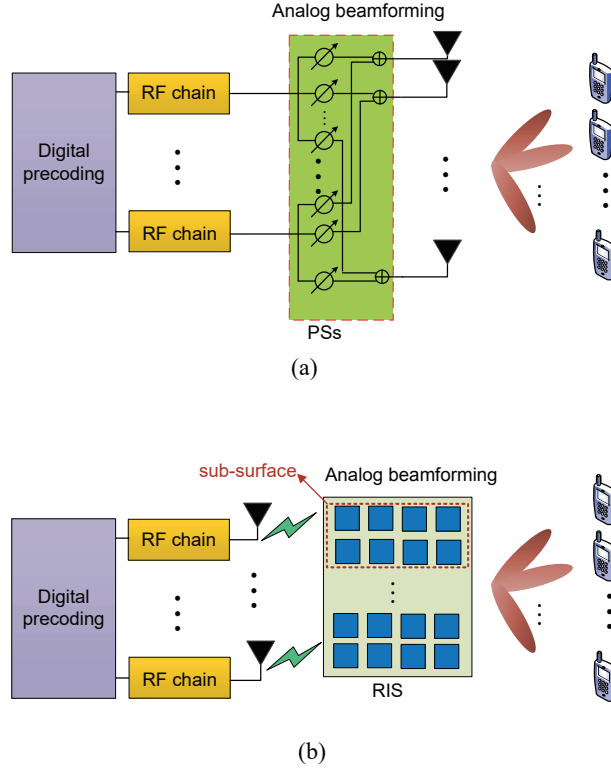 Analog beamforming
RF chain
Digital
precoding
RF chain
PSs
(a)
sub-surface
Analog beamforming
RF chain
Digital
precoding
RF chain
RIS
(b)